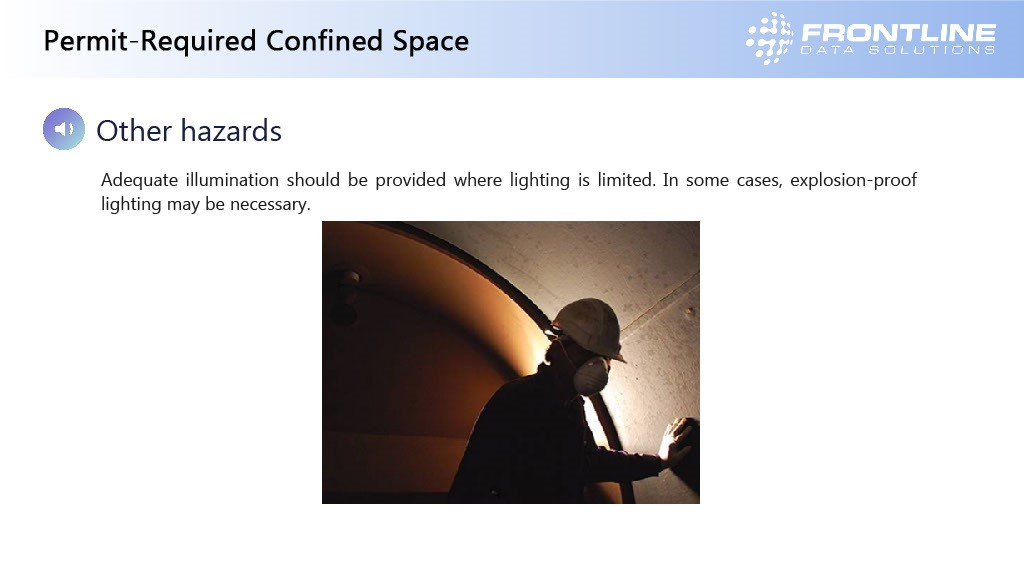 Permit-Required Confined Space
FRONTLINE
DATA SOLUTIONS
Other hazards
Adequate illumination should be provided where lighting is limited. In some cases, explosion-proof
lighting may be necessary.